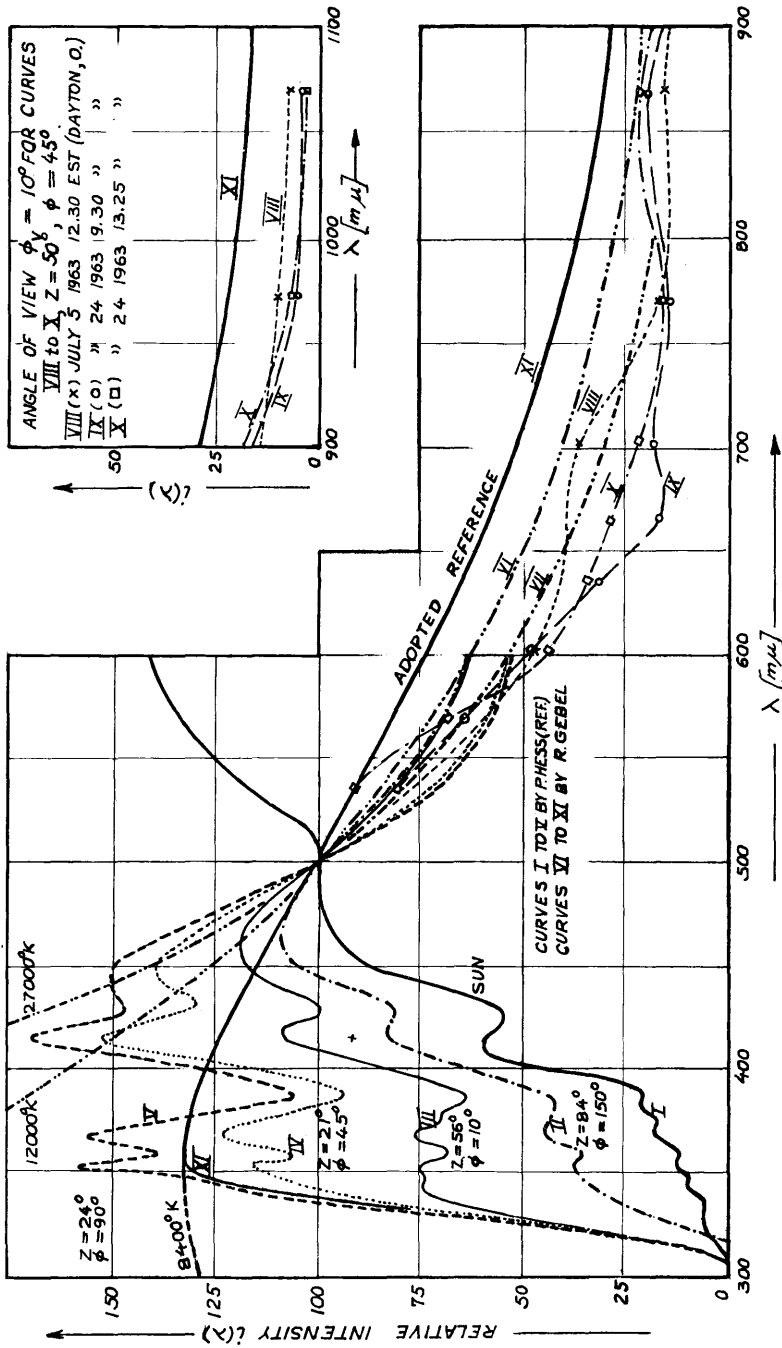 ANGLE OF VIEW φγ = 10° FOR CURVES
VIII to X, Z = 50°, φ = 45°
VIII (x) JULY 5 1963 12.30 EST (DAYTON, O.)
IX (o) » 24 1963 9.30 » »
X (□) » 24 1963 13.25 » »
i(λ)
50
25
0
900
1000
1100
λ [mμ]
XI
VIII
X
IX
RELATIVE INTENSITY i(λ)
150
125
100
75
50
25
0
300
400
500
600
700
800
900
λ [mμ]
12000°K
27000°K
Z=24°
φ=90°
V
8400°K
XI
IV
Z=21°
φ=45°
VIII
Z=56°
φ=10°
II
Z=84°
φ=150°
I
SUN
CURVES I TO V BY P.HESS (REF.)
CURVES VI TO XI BY R.GEBEL
ADOPTED REFERENCE
XI
VI
VII
VIII
X
IX